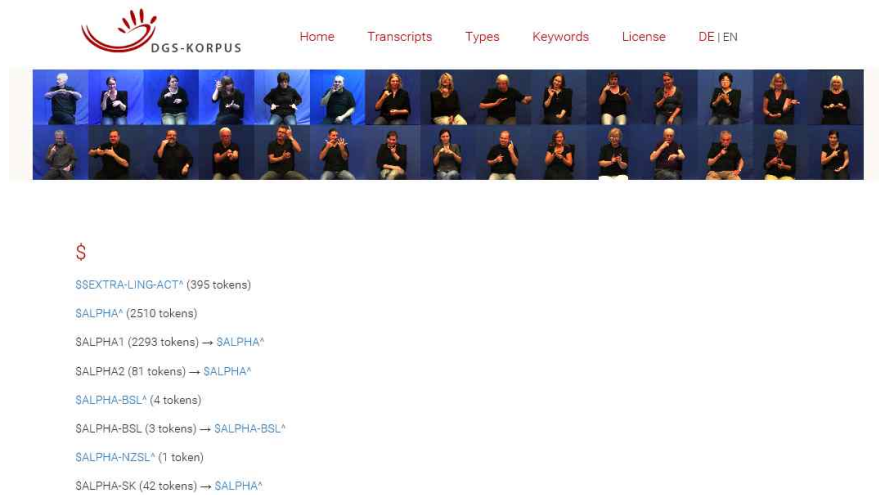 DGS-KORPUS
Home Transcripts Types Keywords License DE | EN
$
$$EXTRA-LING-ACT^ (395 tokens)
$ALPHA^ (2510 tokens)
$ALPHA1 (2293 tokens) → $ALPHA^
$ALPHA2 (81 tokens) → $ALPHA^
$ALPHA-BSL^ (4 tokens)
$ALPHA-BSL (3 tokens) → $ALPHA-BSL^
$ALPHA-NZSL^ (1 token)
$ALPHA-SK (42 tokens) → $ALPHA^